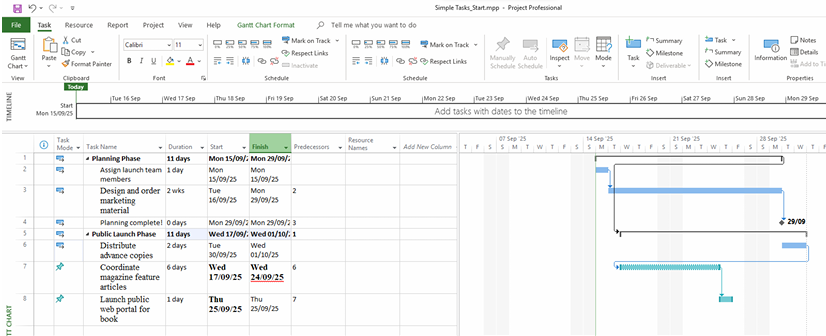 Simple Tasks_Start.mpp - Project Professional
File Task Resource Report Project View Help Gantt Chart Format Tell me what you want to do
Gantt Chart
View
Paste
Cut
Copy
Format Painter
Clipboard
Calibri 11
B I U A
Font
0% 25% 50% 75% 100%
Mark on Track
Respect Links
Inactivate
Schedule
0% 25% 50% 75% 100%
Mark on Track
Respect Links
Schedule
Manually Schedule
Auto Schedule
Inspect
Move
Mode
Tasks
Task
Summary
Milestone
Deliverable
Insert
Task
Summary
Milestone
Information
Notes
Details
Add to Ti
Properties
TIMELINE
Today
Start
Mon 15/09/25
Tue 16 Sep Wed 17 Sep Thu 18 Sep Fri 19 Sep Sat 20 Sep Sun 21 Sep Mon 22 Sep Tue 23 Sep Wed 24 Sep Thu 25 Sep Fri 26 Sep Sat 27 Sep Sun 28 Sep Mon 29 Sep
Add tasks with dates to the timeline
Task Mode Task Name Duration Start Finish Predecessors Resource Names Add New Column
07 Sep '25 14 Sep '25 21 Sep '25 28 Sep '25
T F S S M T W T F S S M T W T F S S M T W T F S S M T W T F S
1 Planning Phase 11 days Mon 15/09/2 Mon 29/09/2
2 Assign launch team members 1 day Mon 15/09/25 Mon 15/09/25
3 Design and order marketing material 2 wks Tue 16/09/25 Mon 29/09/25 2
4 Planning complete! 0 days Mon 29/09/2 Mon 29/09/2 3
29/09
5 Public Launch Phase 11 days Wed 17/09/2 Wed 01/10/2 1
6 Distribute advance copies 2 days Tue 30/09/25 Wed 01/10/25
7 Coordinate magazine feature articles 6 days Wed 17/09/25 Wed 24/09/25 6
8 Launch public web portal for book 1 day Thu 25/09/25 Thu 25/09/25 7
TT CHART